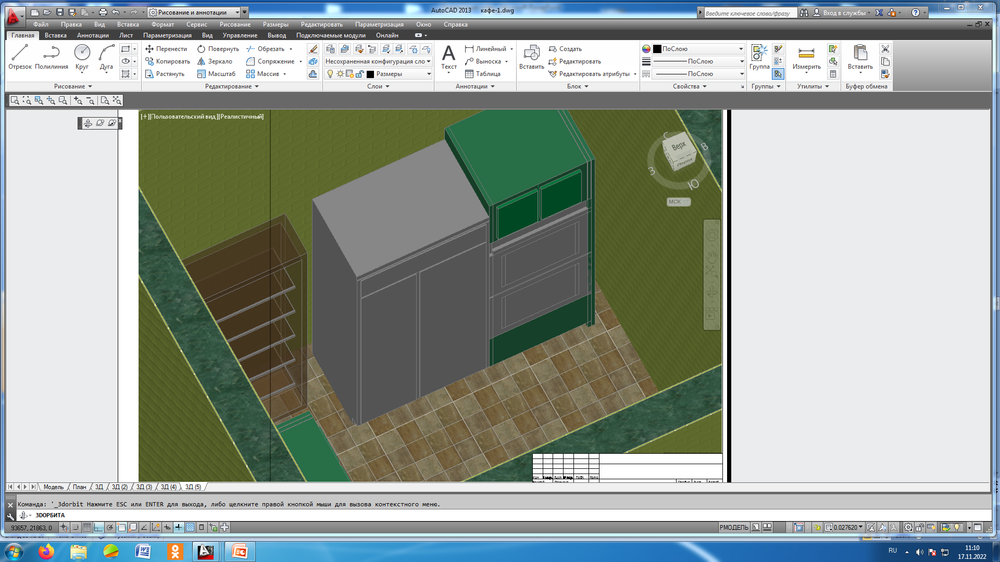 Рисование и аннотации
AutoCAD 2013 кафе-1.dwg
Введите ключевое слово/фразу
Вход в службы
Файл Правка Вид Вставка Формат Сервис Рисование Размеры Редактировать Параметризация Окно Справка
Главная Вставка Аннотации Лист Параметризация Вид Управление Вывод Подключаемые модули Онлайн
Отрезок Полилиния Круг Дуга
Перенести Повернуть Обрезать
Копировать Зеркало Сопряжение
Растянуть Масштаб Массив
Несохраненная конфигурация сло
Размеры
Текст
Линейный
Выноска
Таблица
Вставить
Создать
Редактировать
Редактировать атрибуты
ПоСлою
ПоСлою
ПоСлою
Группа
Измерить
Вставить
Рисование Редактирование Слои Аннотации Блок Свойства Группы Утилиты Буфер обмена
[+][Пользовательский вид][Реалистичный]
С
В
Верх
З
Ю
МСК
Модель План 3Д 3Д (2) 3Д (3) 3Д (4) 3Д (5)
Команда: '_3dorbit Нажмите ESC или ENTER для выхода, либо щелкните правой кнопкой мыши для вызова контекстного меню.
3DОРБИТА
93657, 21863, 0
РМОДЕЛЬ
0.027620
RU
11:10
17.11.2022